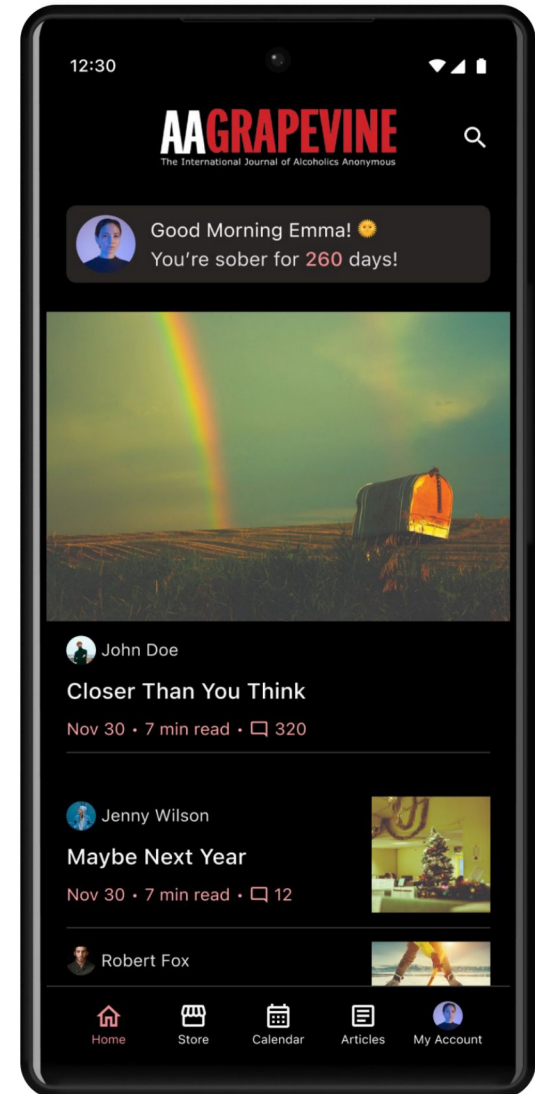 12:30
AAGRAPEVINE
The International Journal of Alcoholics Anonymous
Good Morning Emma! 🌞
You're sober for 260 days!
John Doe
Closer Than You Think
Nov 30 • 7 min read • 320
Jenny Wilson
Maybe Next Year
Nov 30 • 7 min read • 12
Robert Fox
Home
Store
Calendar
Articles
My Account